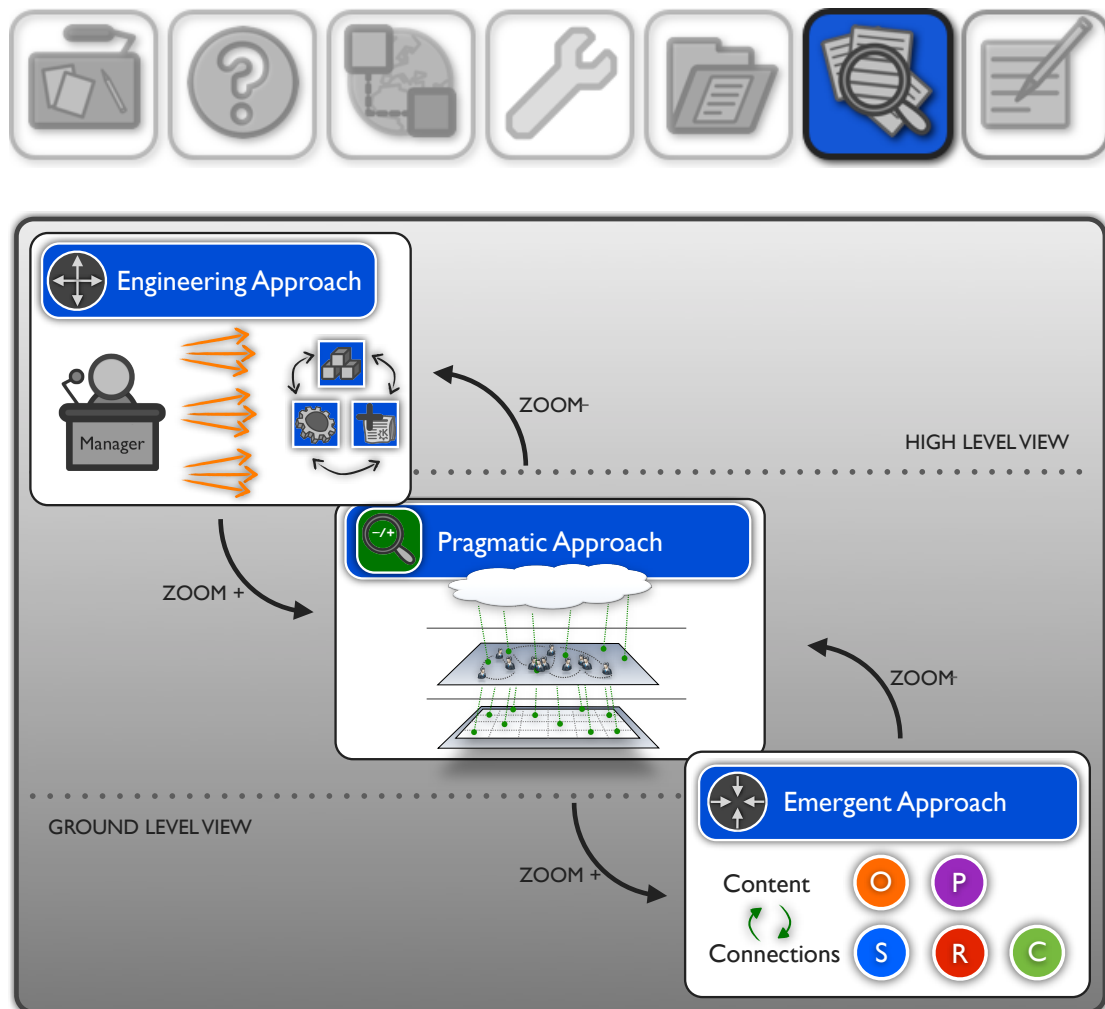 ?
Engineering Approach
Manager
ZOOM-
HIGH LEVEL VIEW
ZOOM +
-/+
Pragmatic Approach
ZOOM-
GROUND LEVEL VIEW
Emergent Approach
ZOOM +
Content
O
P
Connections
S
R
C